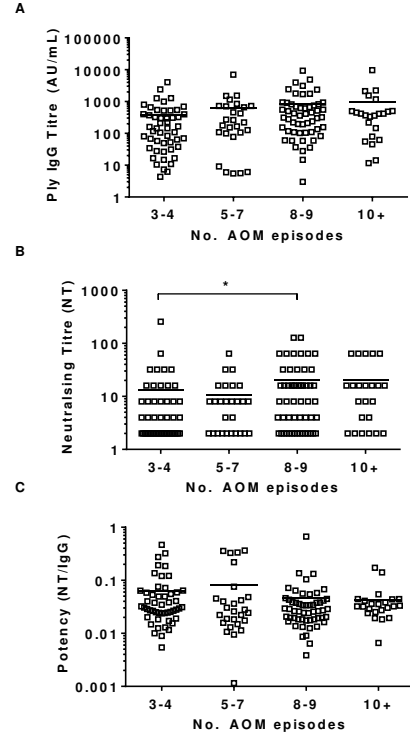 A
Ply IgG Titre (AU/mL)
100000
10000
1000
100
10
1
3-4 5-7 8-9 10+
No. AOM episodes
B
Neutralsing Titre (NT)
1000
100
10
1
*
3-4 5-7 8-9 10+
No. AOM episodes
C
Potency (NT/IgG)
1
0.1
0.01
0.001
3-4 5-7 8-9 10+
No. AOM episodes